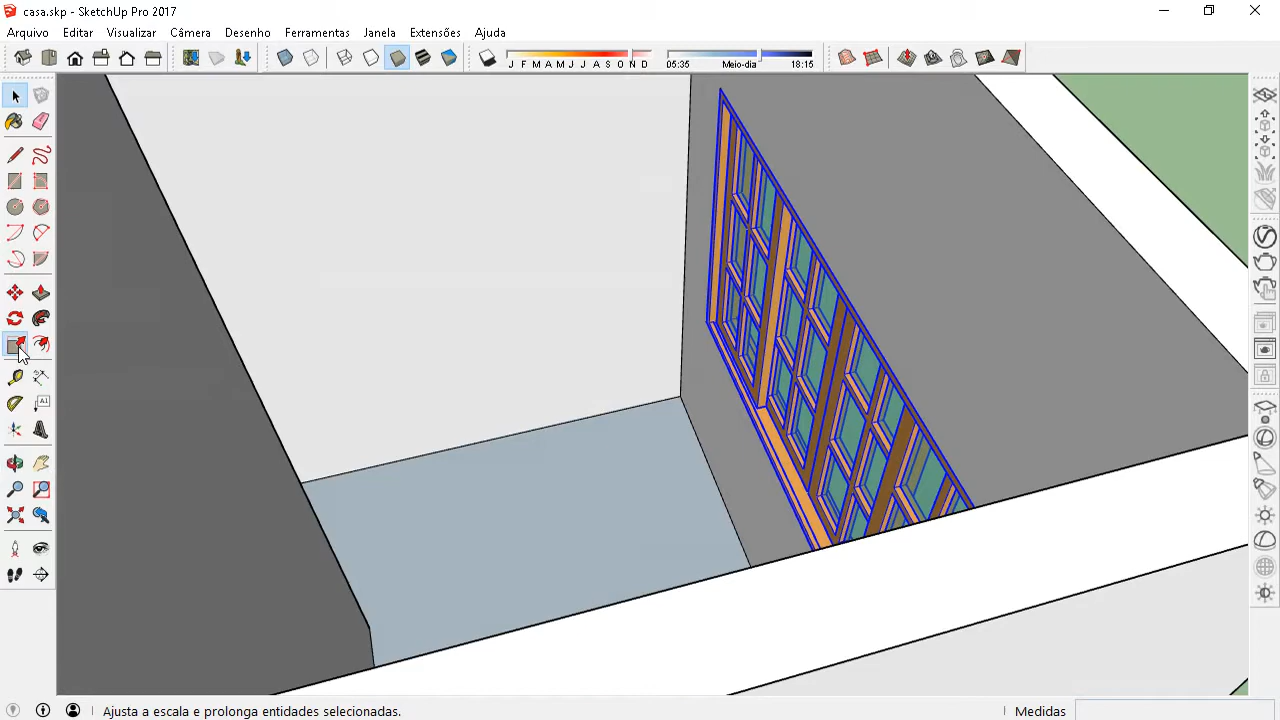 casa.skp - SketchUp Pro 2017
Arquivo Editar Visualizar Câmera Desenho Ferramentas Janela Extensões Ajuda
J F M A M J J A S O N D
05:35 Meio-dia 18:15
A1
Ajusta a escala e prolonga entidades selecionadas.
Medidas